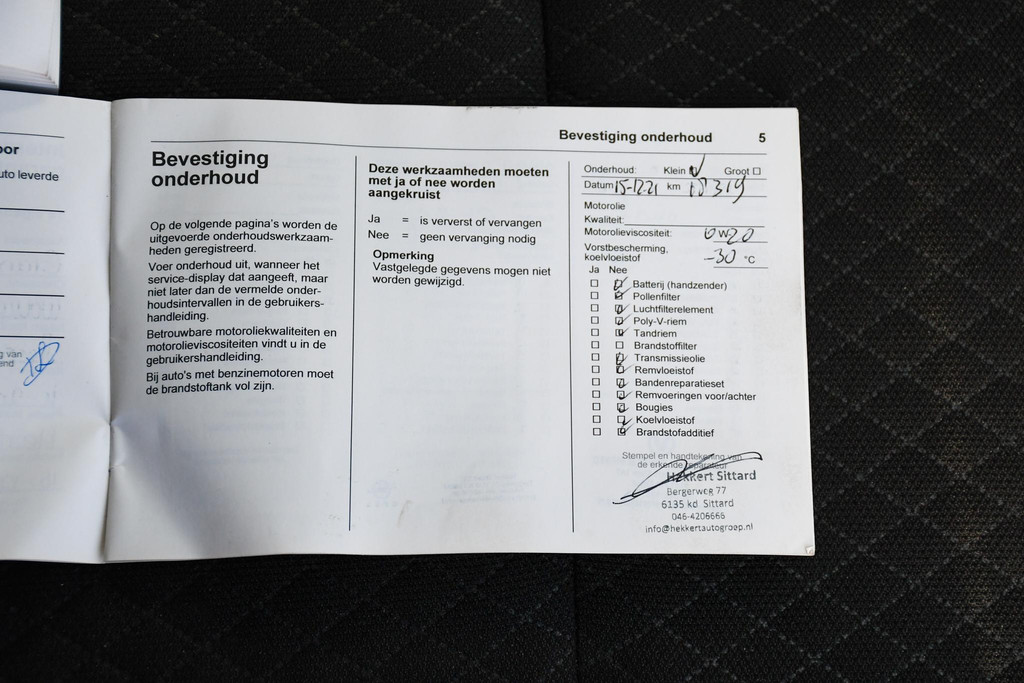 oor
uto leverde
g van
end
Bevestiging onderhoud 5
Bevestiging
onderhoud
Op de volgende pagina's worden de
uitgevoerde onderhoudswerkzaam-
heden geregistreerd.
Voer onderhoud uit, wanneer het
service-display dat aangeeft, maar
niet later dan de vermelde onder-
houdsintervallen in de gebruikers-
handleiding.
Betrouwbare motoroliekwaliteiten en
motorolieviscositeiten vindt u in de
gebruikershandleiding.
Bij auto's met benzinemotoren moet
de brandstoftank vol zijn.
Deze werkzaamheden moeten
met ja of nee worden
aangekruist
Ja = is ververst of vervangen
Nee = geen vervanging nodig
Opmerking
Vastgelegde gegevens mogen niet
worden gewijzigd.
Onderhoud: Klein Groot
Datum 15-12-21 km
Motorolie
Kwaliteit:
Motorolieviscositeit: 0W20
Vorstbescherming,
koelvloeistof -30 °C
Ja Nee
Batterij (handzender)
Pollenfilter
Luchtfilterelement
Poly-V-riem
Tandriem
Brandstoffilter
Transmissieolie
Remvloeistof
Bandenreparatieset
Remvoeringen voor/achter
Bougies
Koelvloeistof
Brandstofadditief
Stempel en handtekening van
de erkende reparateur
Hekkert Sittard
Bergerweg 77
6135 kd Sittard
046-4206666
info@hekkertautogroep.nl